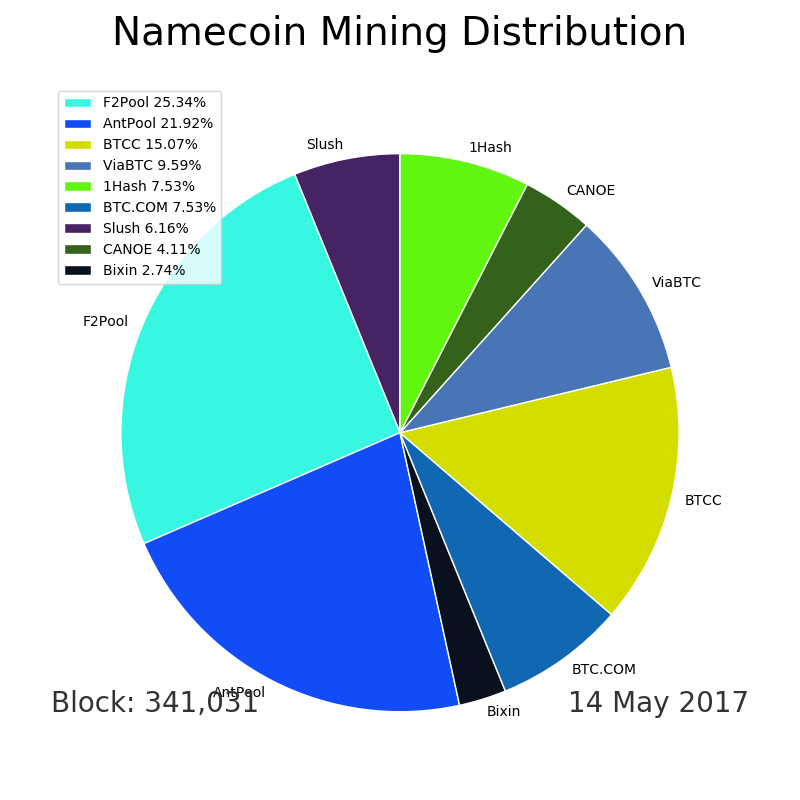 Namecoin Mining Distribution
F2Pool 25.34%
AntPool 21.92%
BTCC 15.07%
ViaBTC 9.59%
1Hash 7.53%
BTC.COM 7.53%
Slush 6.16%
CANOE 4.11%
Bixin 2.74%
Slush
1Hash
CANOE
ViaBTC
F2Pool
BTCC
BTC.COM
AntPool
Bixin
Block: 341,031
14 May 2017